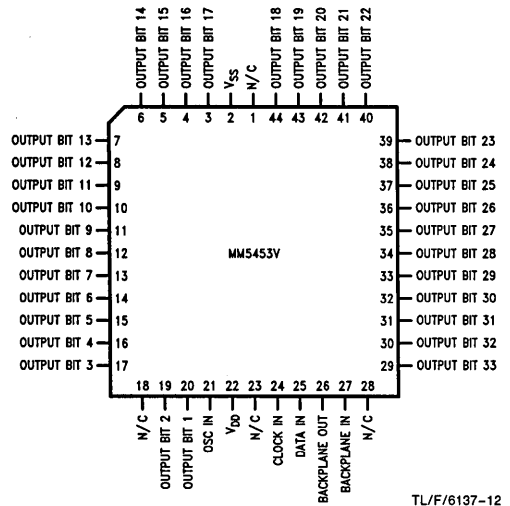 OUTPUT BIT 14
OUTPUT BIT 15
OUTPUT BIT 16
OUTPUT BIT 17
VSS
N/C
OUTPUT BIT 18
OUTPUT BIT 19
OUTPUT BIT 20
OUTPUT BIT 21
OUTPUT BIT 22
6 5 4 3 2 1 44 43 42 41 40
OUTPUT BIT 13 7 39 OUTPUT BIT 23
OUTPUT BIT 12 8 38 OUTPUT BIT 24
OUTPUT BIT 11 9 37 OUTPUT BIT 25
OUTPUT BIT 10 10 36 OUTPUT BIT 26
OUTPUT BIT 9 11 35 OUTPUT BIT 27
OUTPUT BIT 8 12 MM5453V 34 OUTPUT BIT 28
OUTPUT BIT 7 13 33 OUTPUT BIT 29
OUTPUT BIT 6 14 32 OUTPUT BIT 30
OUTPUT BIT 5 15 31 OUTPUT BIT 31
OUTPUT BIT 4 16 30 OUTPUT BIT 32
OUTPUT BIT 3 17 29 OUTPUT BIT 33
18 19 20 21 22 23 24 25 26 27 28
N/C
OUTPUT BIT 2
OUTPUT BIT 1
OSC IN
VDD
N/C
CLOCK IN
DATA IN
BACKPLANE OUT
BACKPLANE IN
N/C
TL/F/6137-12